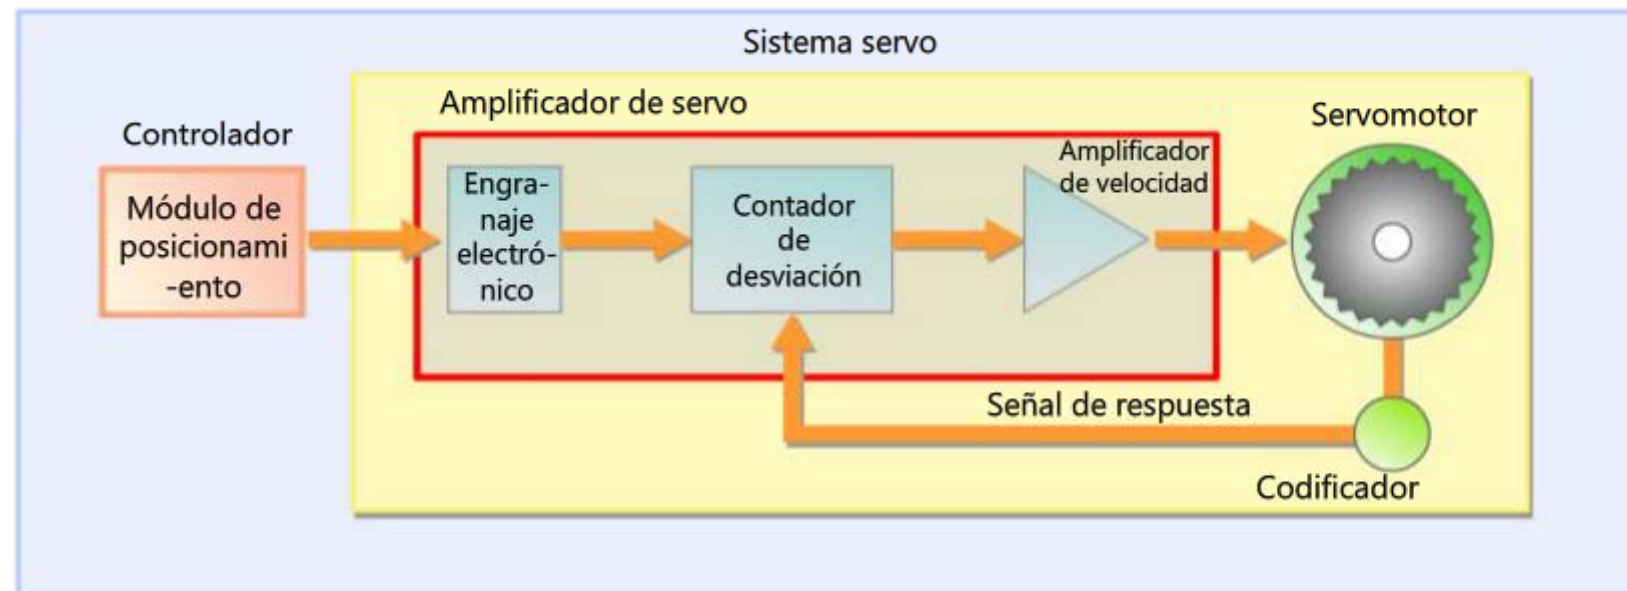 Sistema servo
Amplificador de servo
Controlador
Servomotor
Módulo de
posicionami
-ento
Engra-
naje
electró-
nico
Contador
de
desviación
Amplificador
de velocidad
Señal de respuesta
Codificador